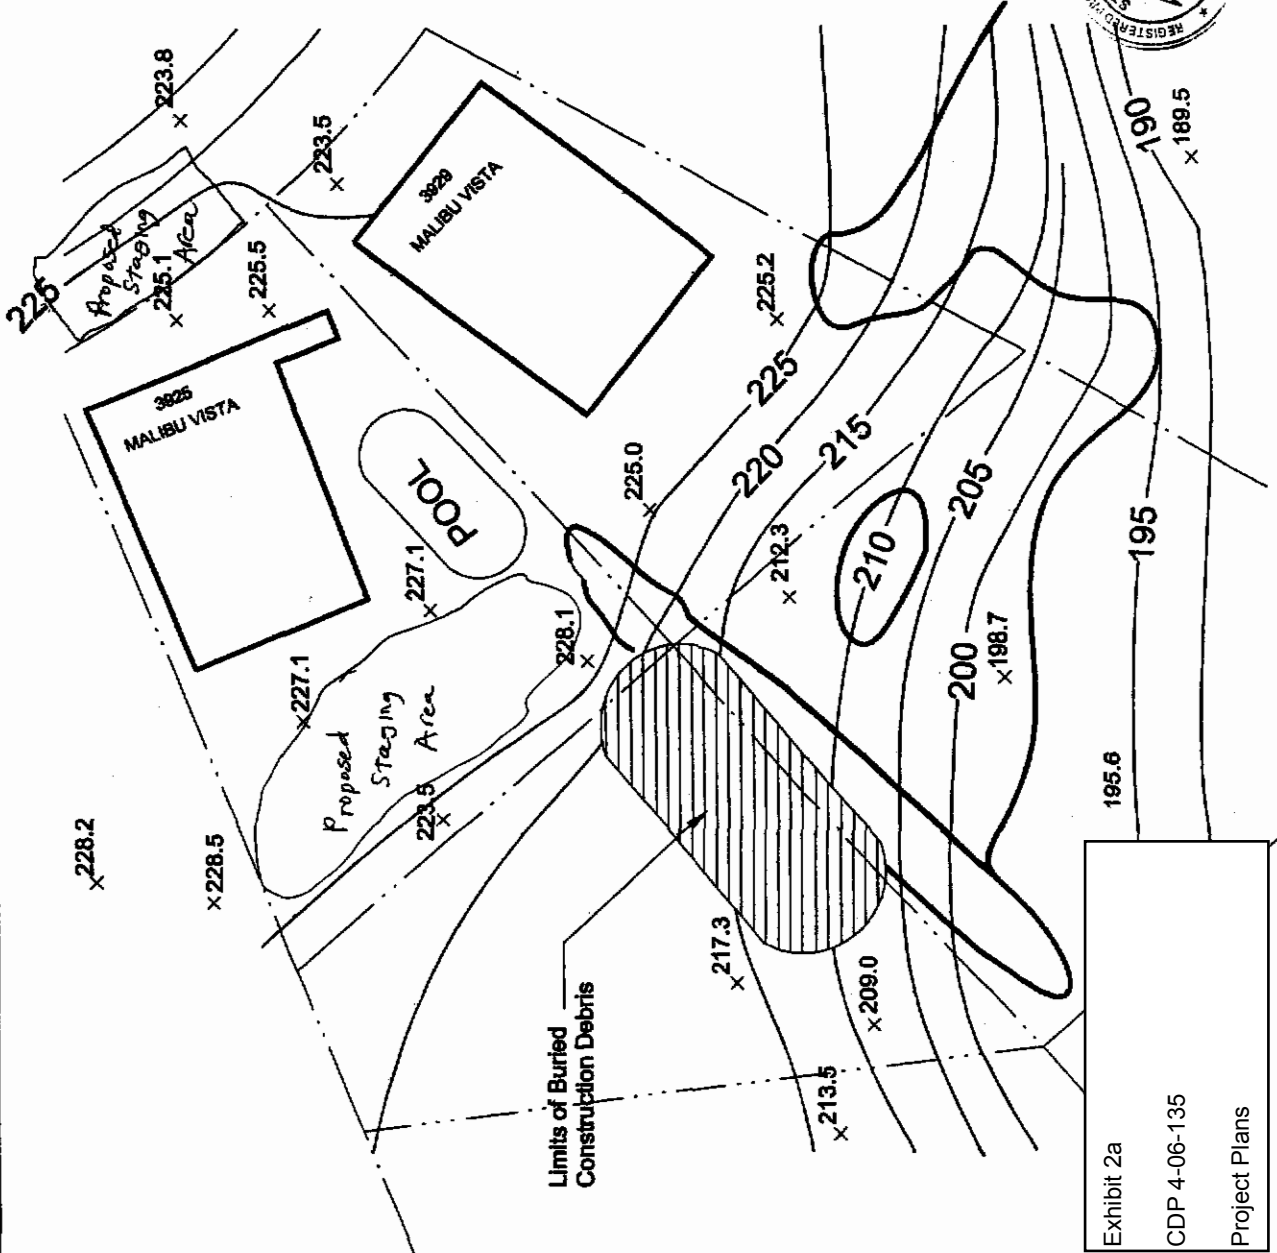 228.2
228.5
227.1
227.1
228.1
223.5
Proposed
Staging
Area
3925
MALIBU VISTA
POOL
225
Proposed
Staging
Area
225.1
225.5
223.8
223.5
3929
MALIBU VISTA
225.2
225.0
225
220
215
212.3
210
205
200
198.7
195
195.6
190
189.5
217.3
209.0
213.5
Limits of Buried
Construction Debris
REGISTERED
Exhibit 2a
CDP 4-06-135
Project Plans